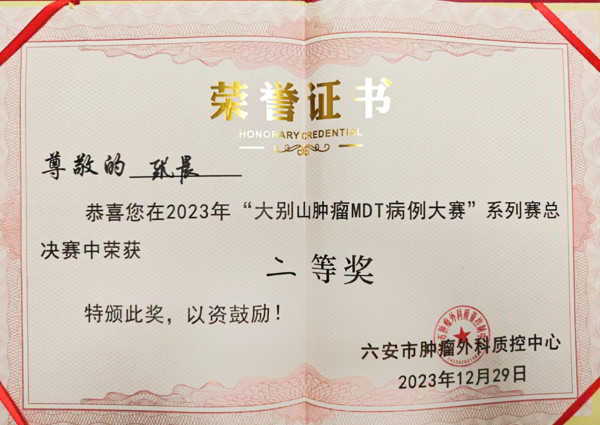 荣誉证书
HONORARY CREDENTIAL
尊敬的 张晨
恭喜您在2023年“大别山肿瘤MDT病例大赛”系列赛总
决赛中荣获
二等奖
特颁此奖，以资鼓励！
六安市肿瘤外科质控中心
2023年12月29日